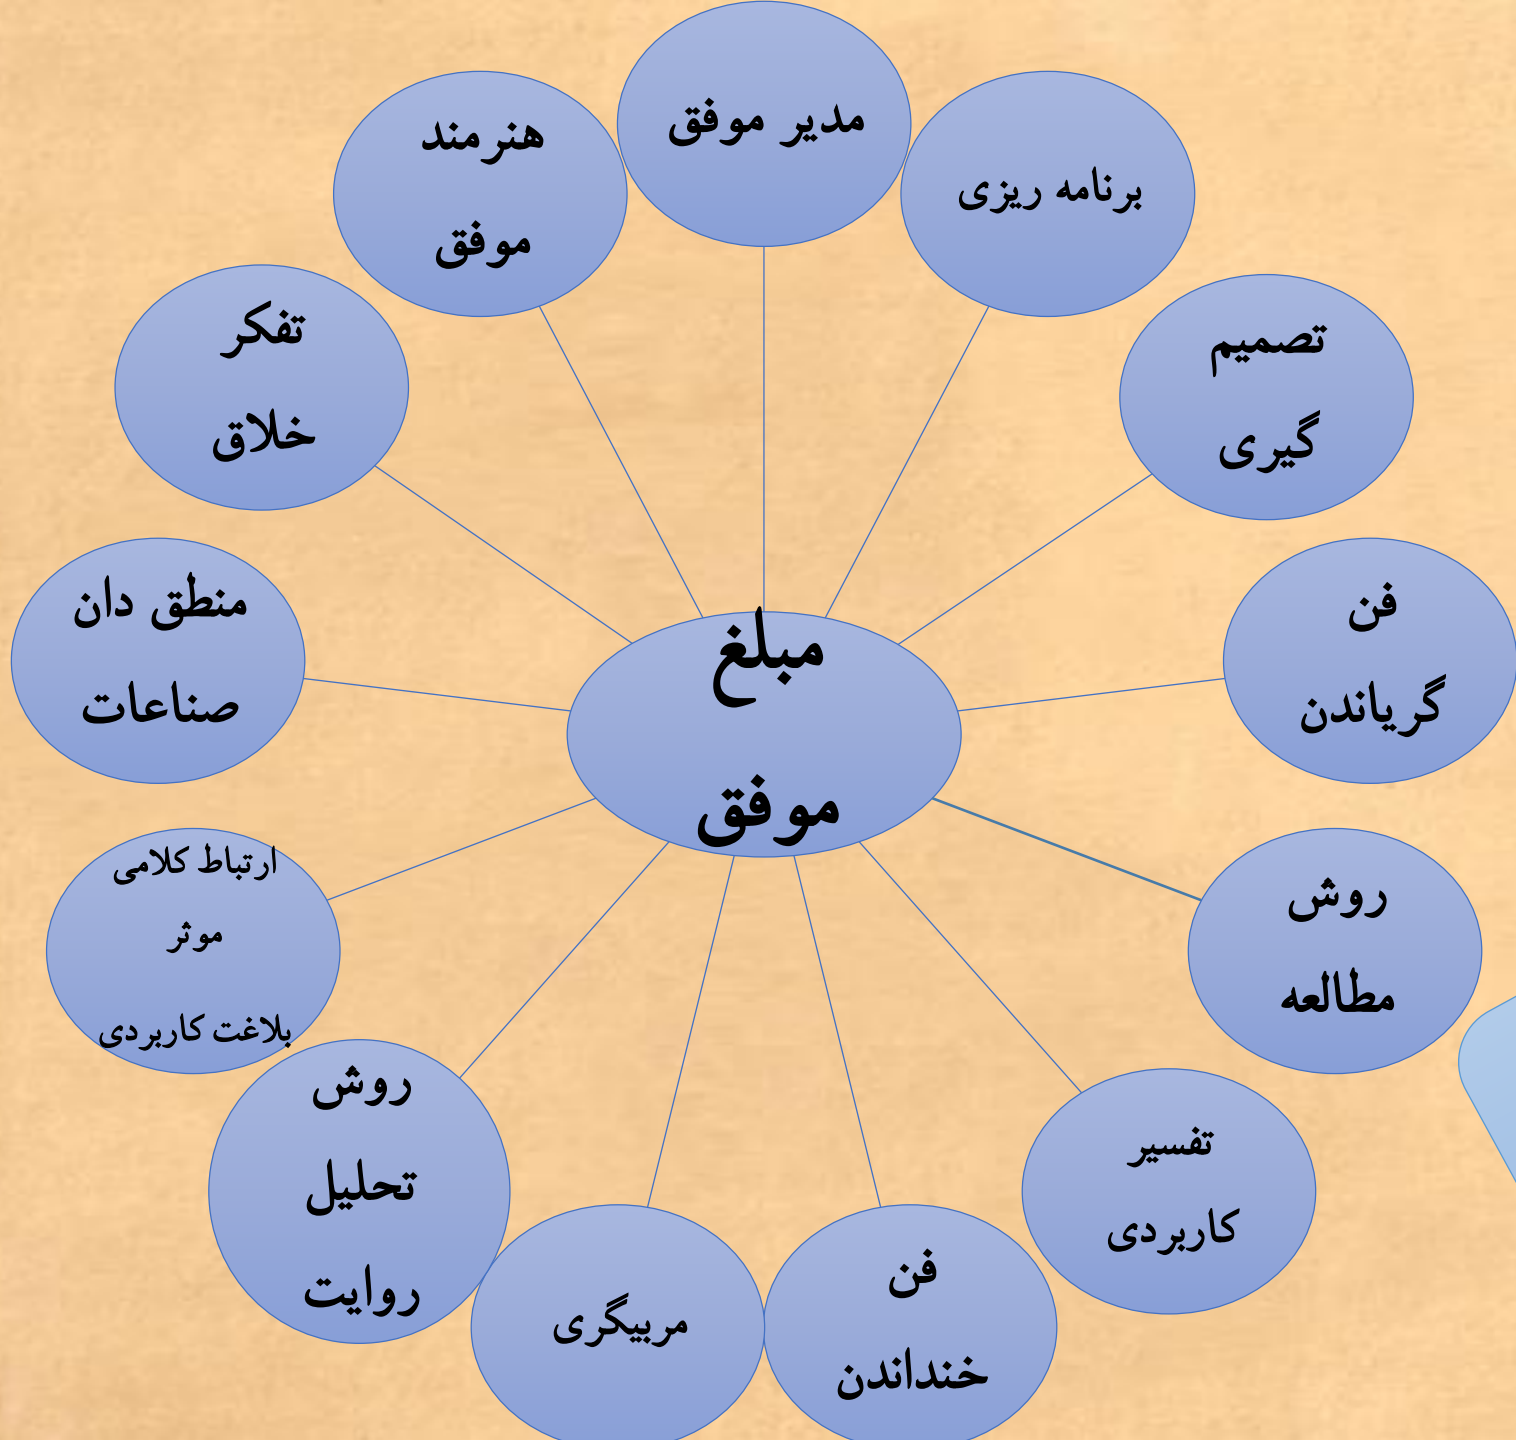 مدیر موفق
برنامه ریزی
تصمیم
گیری
فن
گریاندن
روش
مطالعه
تفسیر
کاربردی
فن
خنداندن
مربیگری
روش
تحلیل
روایت
ارتباط کلامی
موثر
بلاغت کاربردی
منطق دان
صناعات
تفکر
خلاق
هنرمند
موفق
مبلغ
موفق